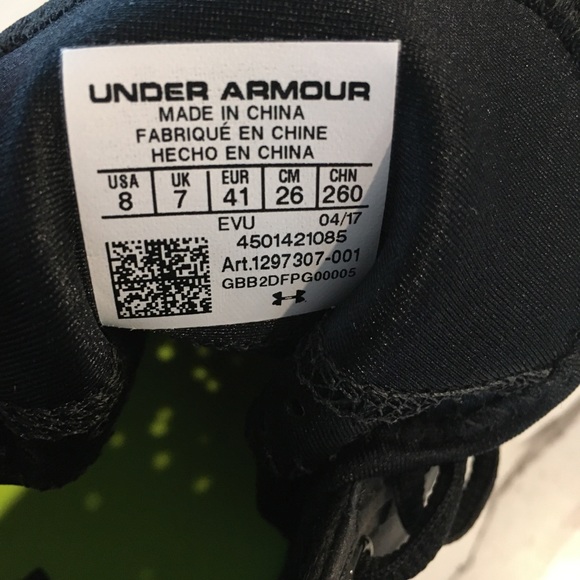 UNDER ARMOUR
MADE IN CHINA
FABRIQUÉ EN CHINE
HECHO EN CHINA
USA UK EUR CM CHN
8 7 41 26 260
EVU 04/17
4501421085
Art.1297307-001
GBB2DFPG00005